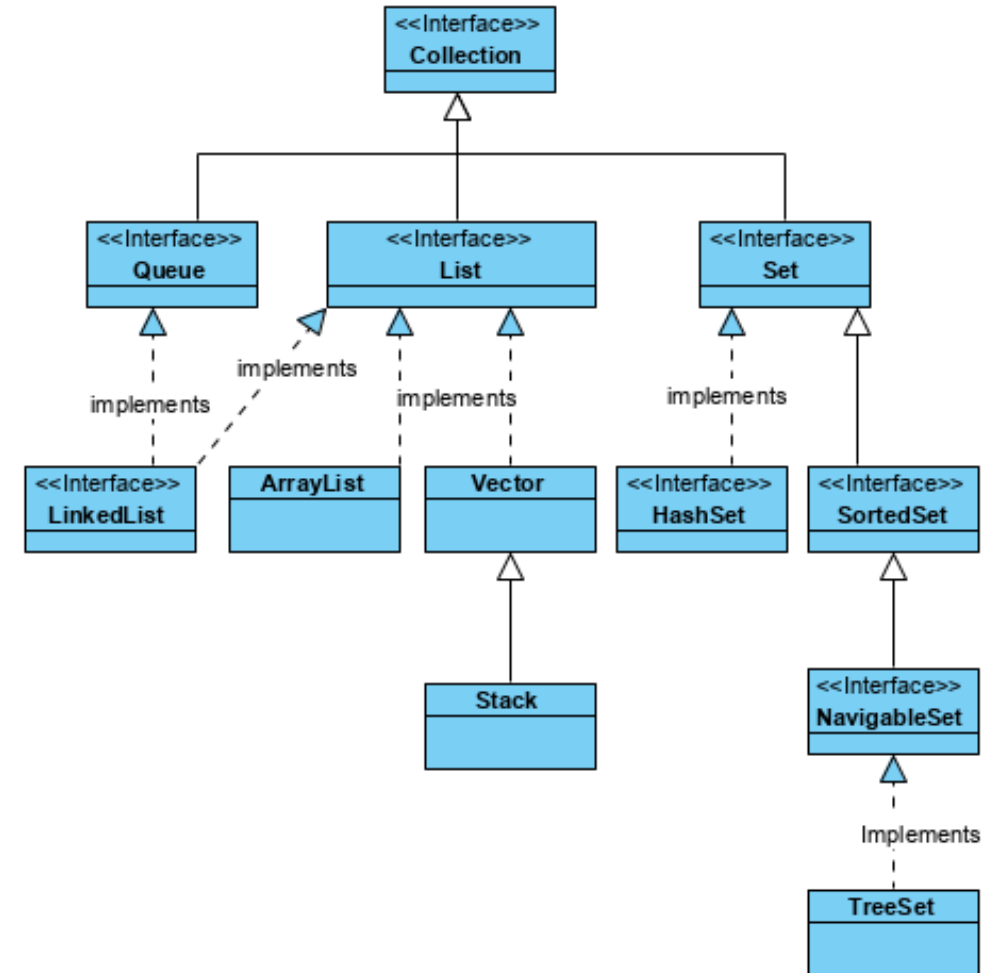 <<Interface>>
Collection
<<Interface>>
Queue
<<Interface>>
List
<<Interface>>
Set
implements
implements
implements
implements
<<Interface>>
LinkedList
ArrayList
Vector
<<Interface>>
HashSet
<<Interface>>
SortedSet
Stack
<<Interface>>
NavigableSet
Implements
TreeSet